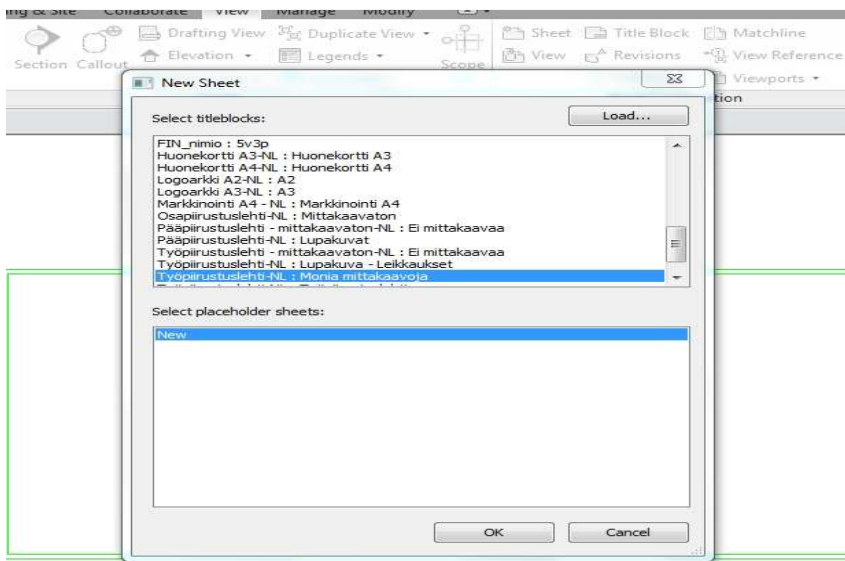 ing & Site Collaborate View Manage Modify
Drafting View Duplicate View Sheet Title Block Matchline
Section Callout Elevation Legends Scope View Revisions View Reference
Viewports
New Sheet
tion
Select titleblocks: Load...
FIN_nimio : 5v3p
Huonekortti A3-NL : Huonekortti A3
Huonekortti A4-NL : Huonekortti A4
Logoarkki A2-NL : A2
Logoarkki A3-NL : A3
Markkinointi A4 - NL : Markkinointi A4
Osapiirustuslehti-NL : Mittakaavaton
Pääpiirustuslehti - mittakaavaton-NL : Ei mittakaavaa
Pääpiirustuslehti-NL : Lupakuvat
Työpiirustuslehti - mittakaavaton-NL : Ei mittakaavaa
Työpiirustuslehti-NL : Lupakuva - Leikkaukset
Työpiirustuslehti-NL : Monia mittakaavoja
Select placeholder sheets:
New
OK Cancel